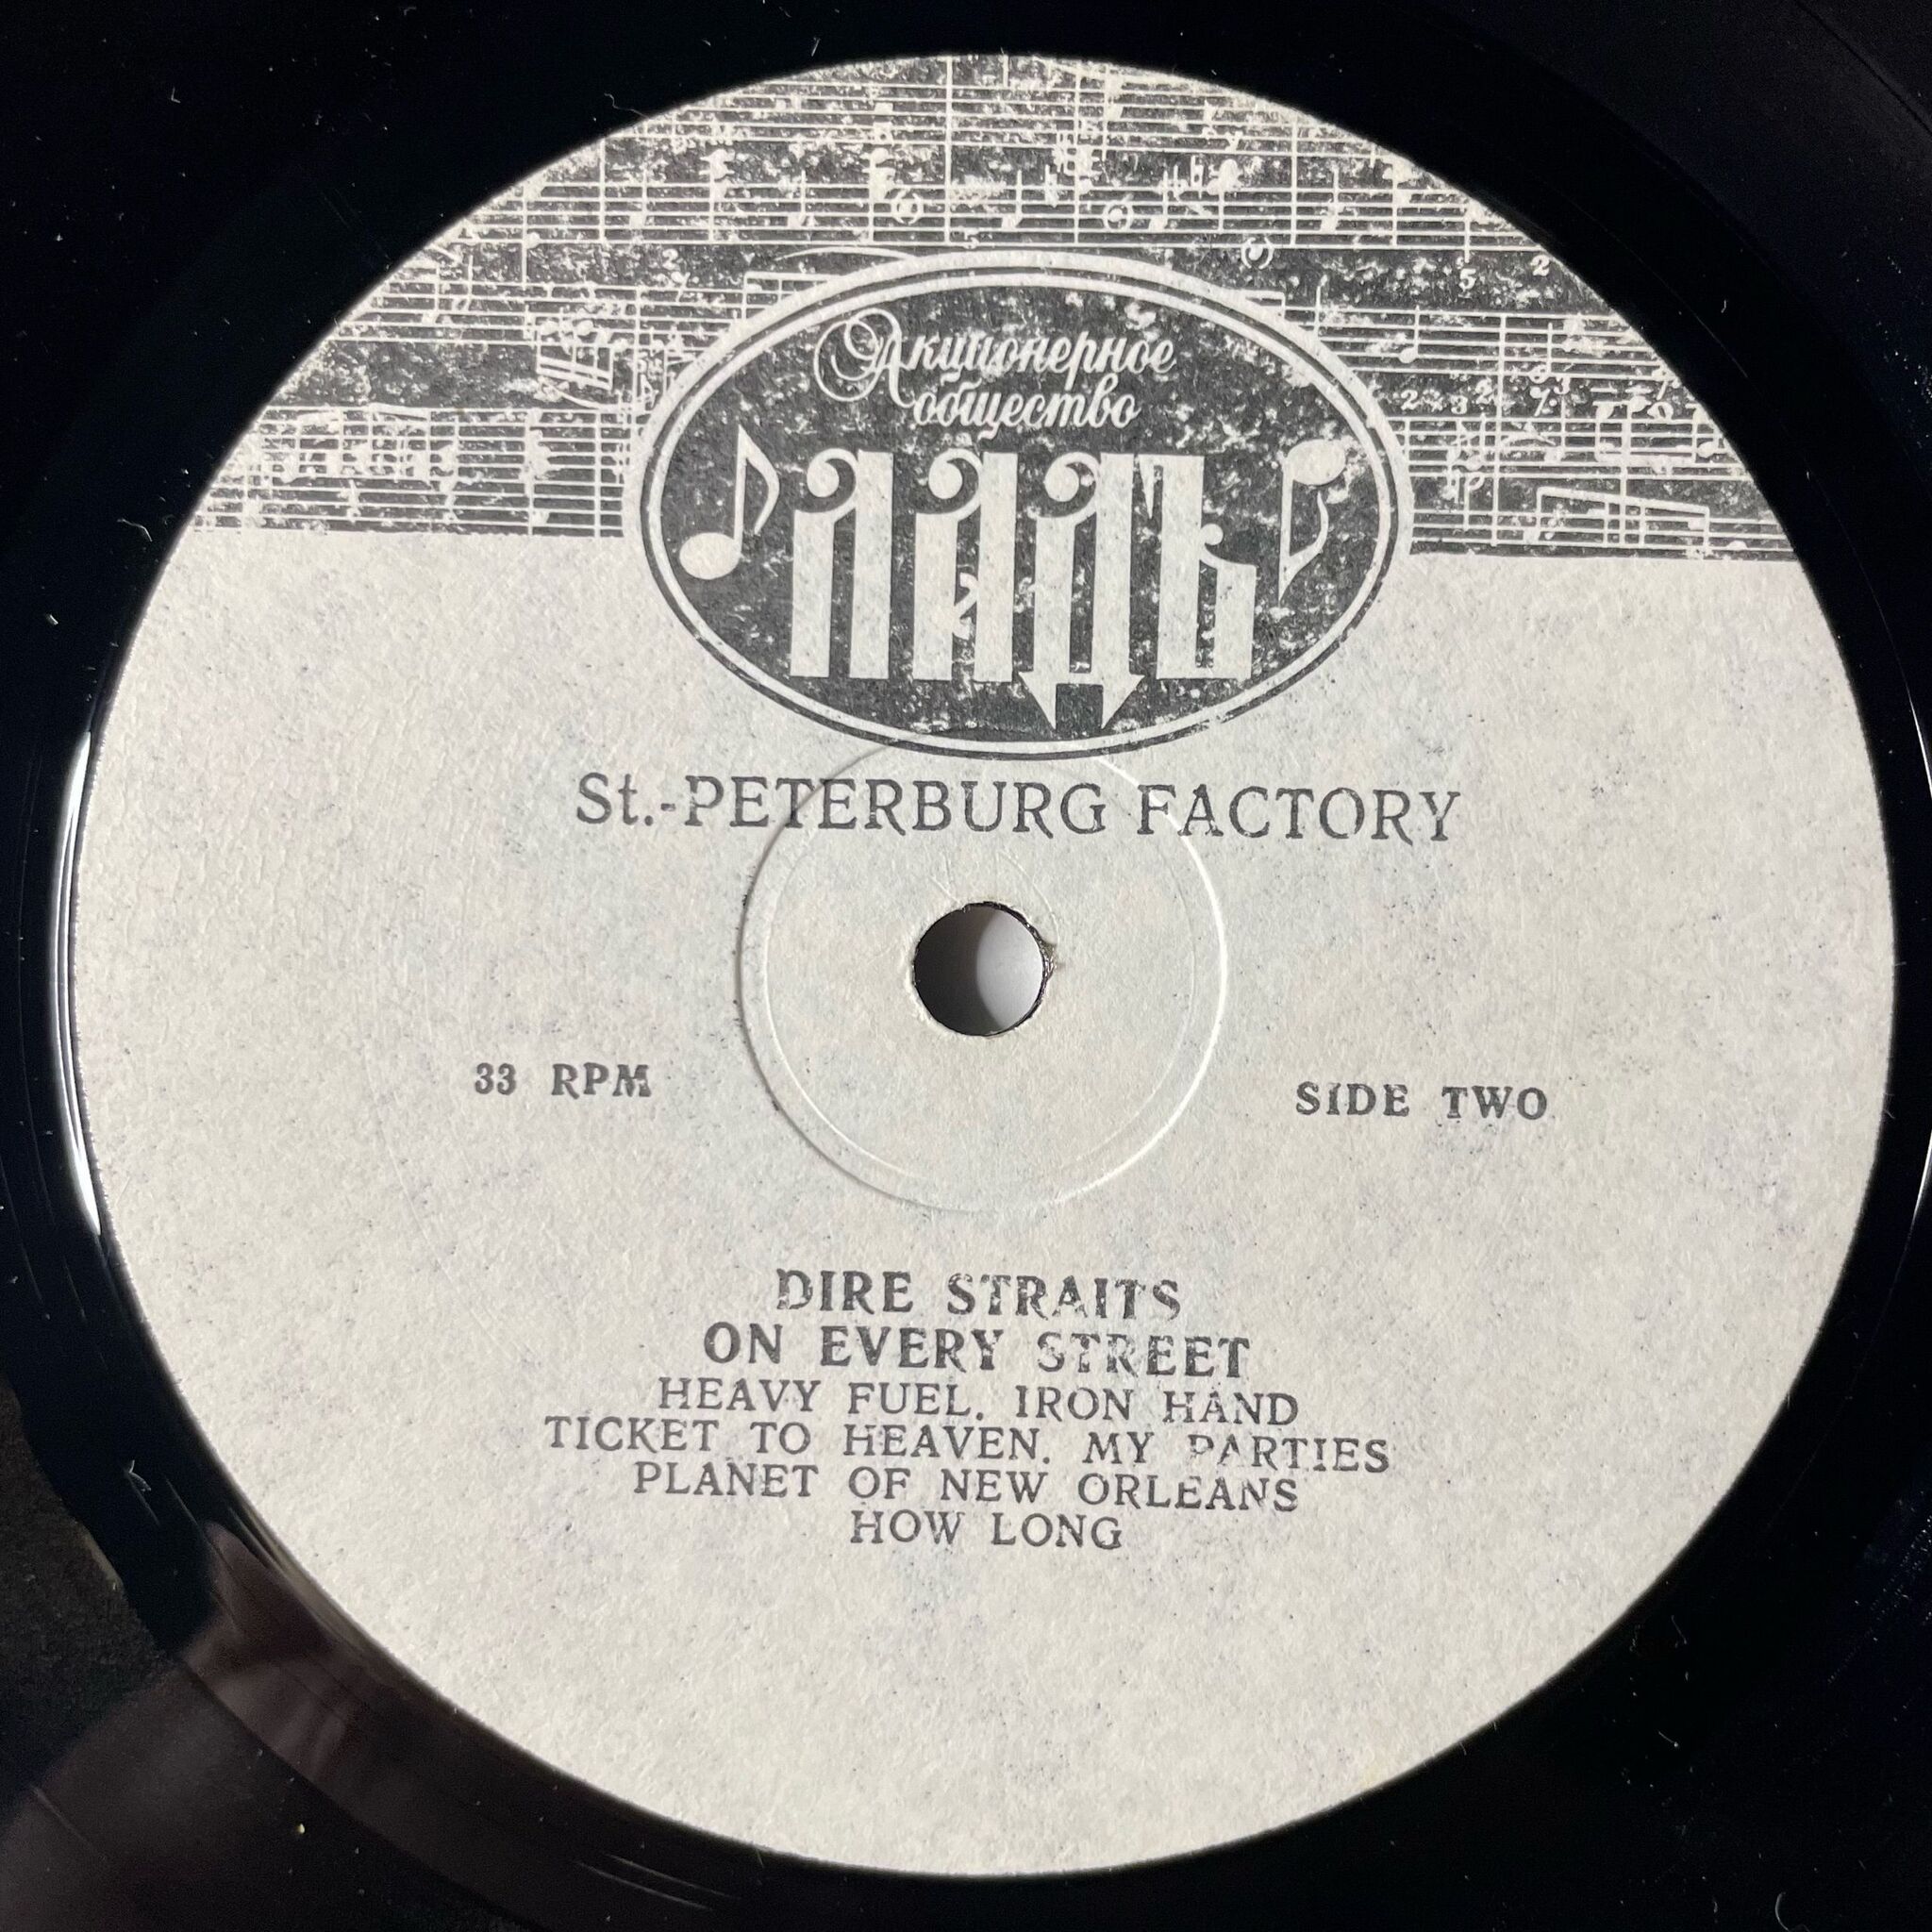 Акционерное
общество
ЛАДЪ
St.-PETERBURG FACTORY
33 RPM
SIDE TWO
DIRE STRAITS
ON EVERY STREET
HEAVY FUEL. IRON HAND
TICKET TO HEAVEN. MY PARTIES
PLANET OF NEW ORLEANS
HOW LONG